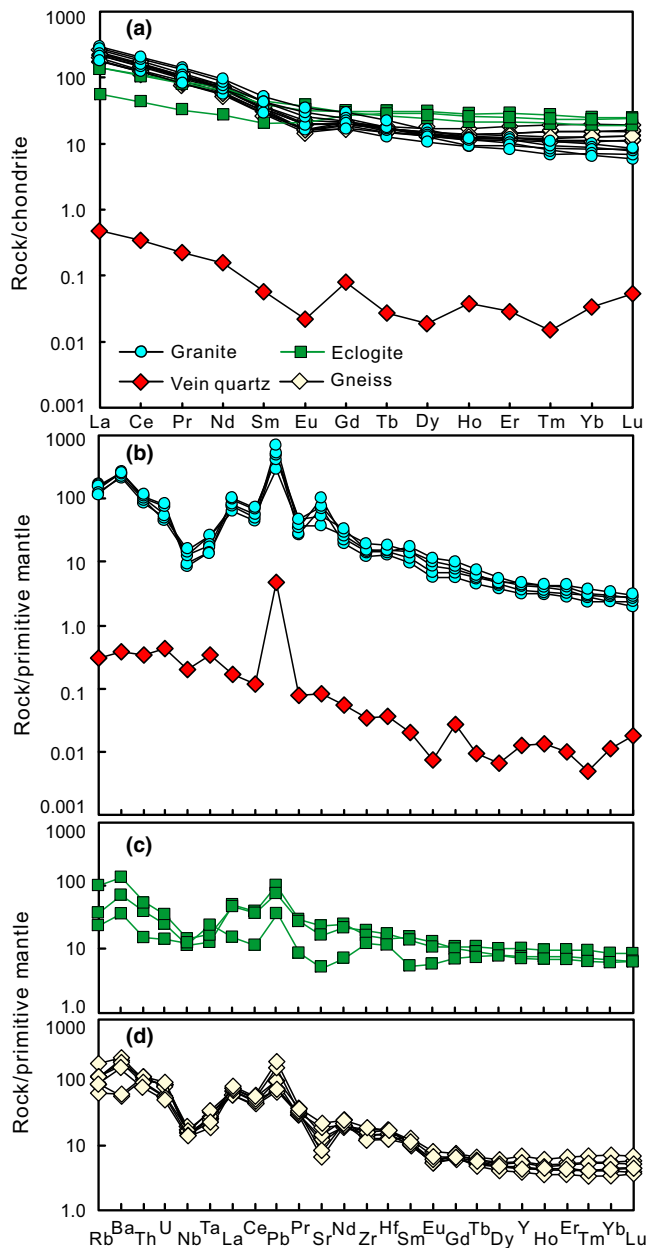 (a)
1000
100
10
1.0
0.1
0.01
0.001
Rock/chondrite
Granite
Eclogite
Vein quartz
Gneiss
La Ce Pr Nd Sm Eu Gd Tb Dy Ho Er Tm Yb Lu
(b)
1000
100
10
1.0
0.1
0.01
0.001
Rock/primitive mantle
(c)
1000
100
10
1.0
Rock/primitive mantle
(d)
1000
100
10
1.0
Rock/primitive mantle
Rb Ba Th U Nb Ta La Ce Pb Pr Sr Nd Zr Hf Sm Eu Gd Tb Dy Y Ho Er Tm Yb Lu